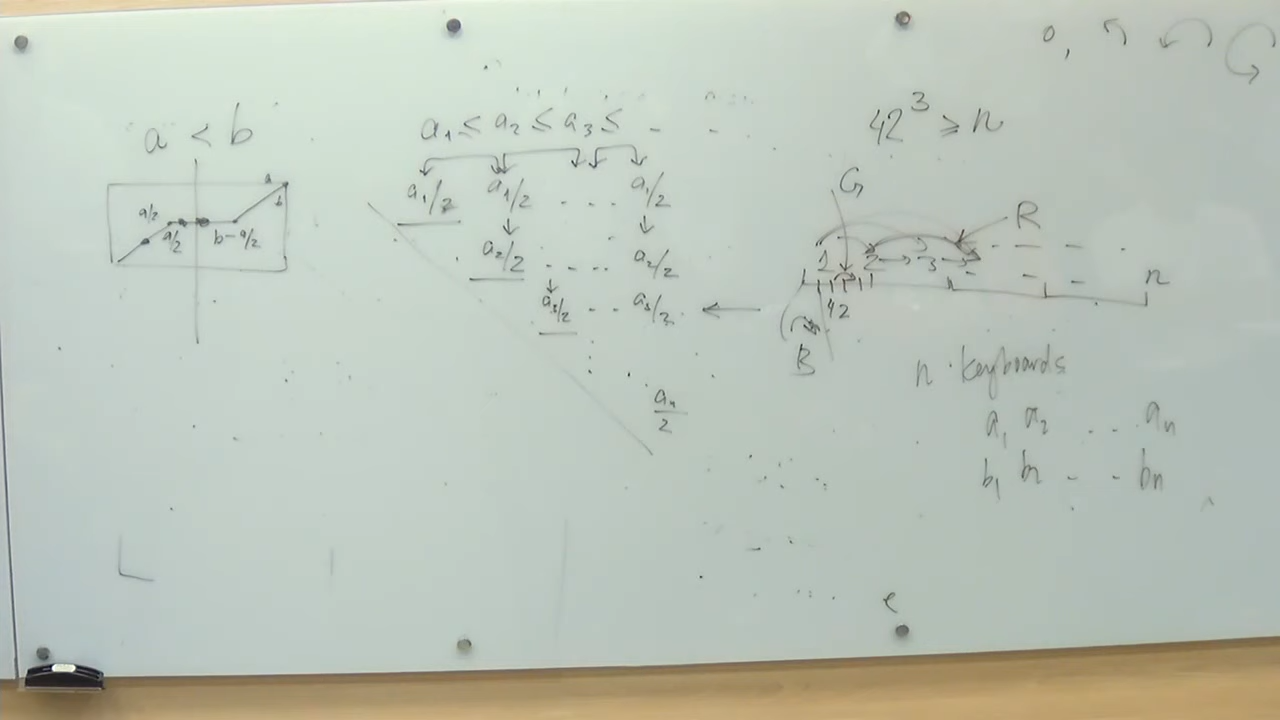 a < b
a
b
a/2
a/2
b-a/2
a₁ ≤ a₂ ≤ a₃ ≤ - - -
a₁/2 a₁/2 . . . a₁/2
a₂/2 . . . . a₂/2
a₃/2 . . . a₃/2
aₙ/2
42³ ≥ n
G
R
1 2 3
n
42
B
n · keyboards
a₁ a₂ . . . aₙ
b₁ b₂ - - bₙ
e